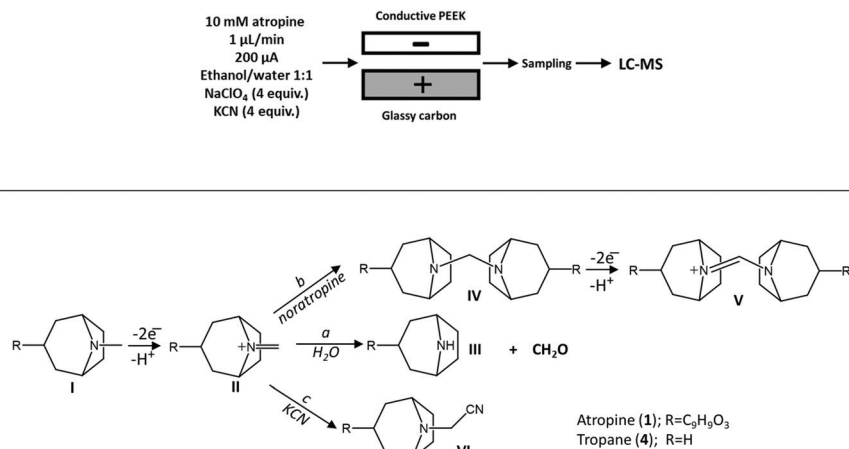 10 mM atropine
1 µL/min
200 µA
Ethanol/water 1:1
NaClO₄ (4 equiv.)
KCN (4 equiv.)
Conductive PEEK
-
+
Glassy carbon
Sampling
LC-MS
R
N
I
-2e⁻
-H⁺
R
+N
II
b
noratropine
a
H₂O
c
KCN
R
N
N
R
IV
-2e⁻
-H⁺
R
+N
N
R
V
R
NH
III
+ CH₂O
R
N
CN
Atropine (1); R=C₉H₉O₃
Tropane (4); R=H